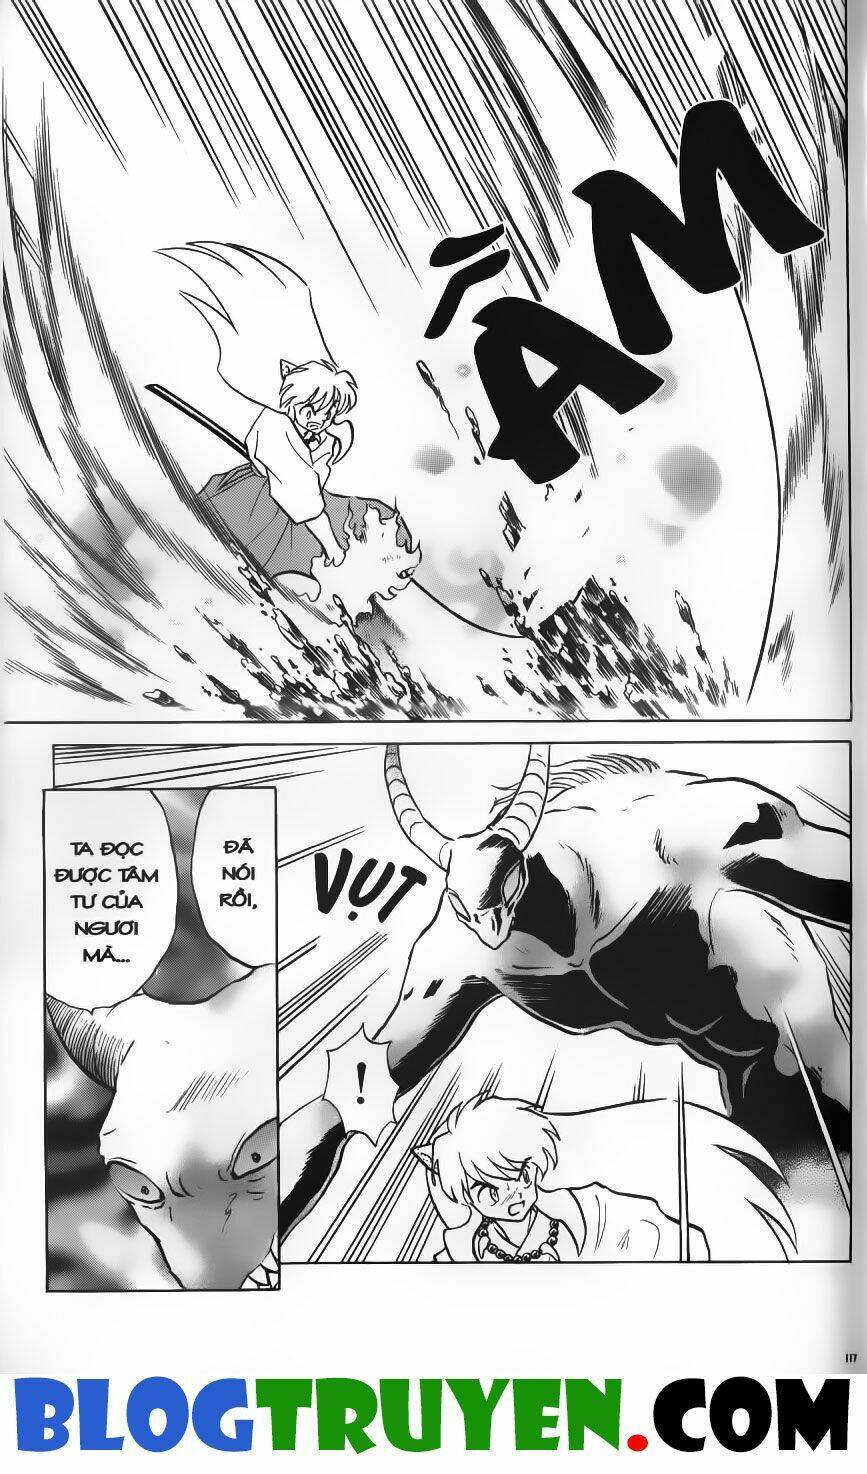 ẦM
VỤT
ĐÃ
NÓI
RỒI,
TA ĐỌC
ĐƯỢC TÂM
TƯ CỦA
NGƯƠI
MÀ...
!
117
BLOGTRUYEN.COM